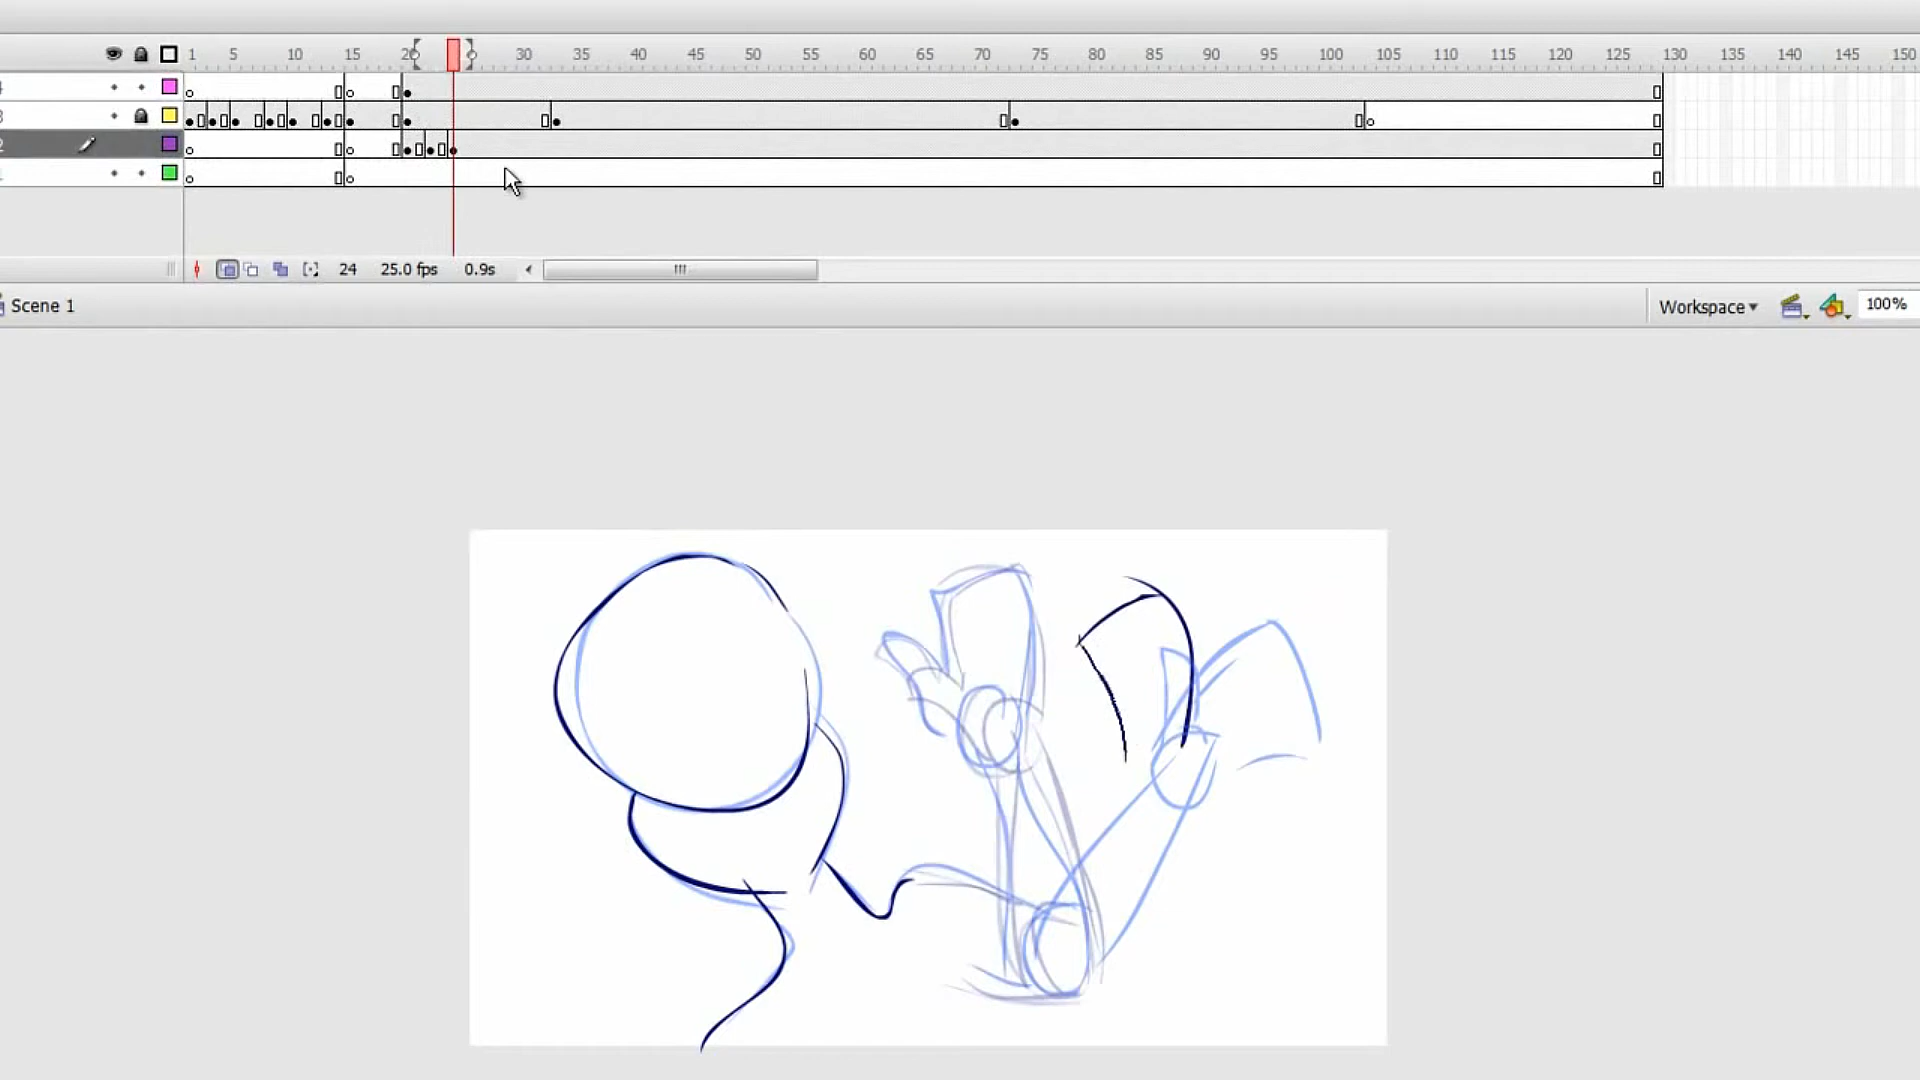 1 5 10 15 20 25 30 35 40 45 50 55 60 65 70 75 80 85 90 95 100 105 110 115 120 125 130 135 140 145 150
24 25.0 fps 0.9s
Scene 1 Workspace 100%